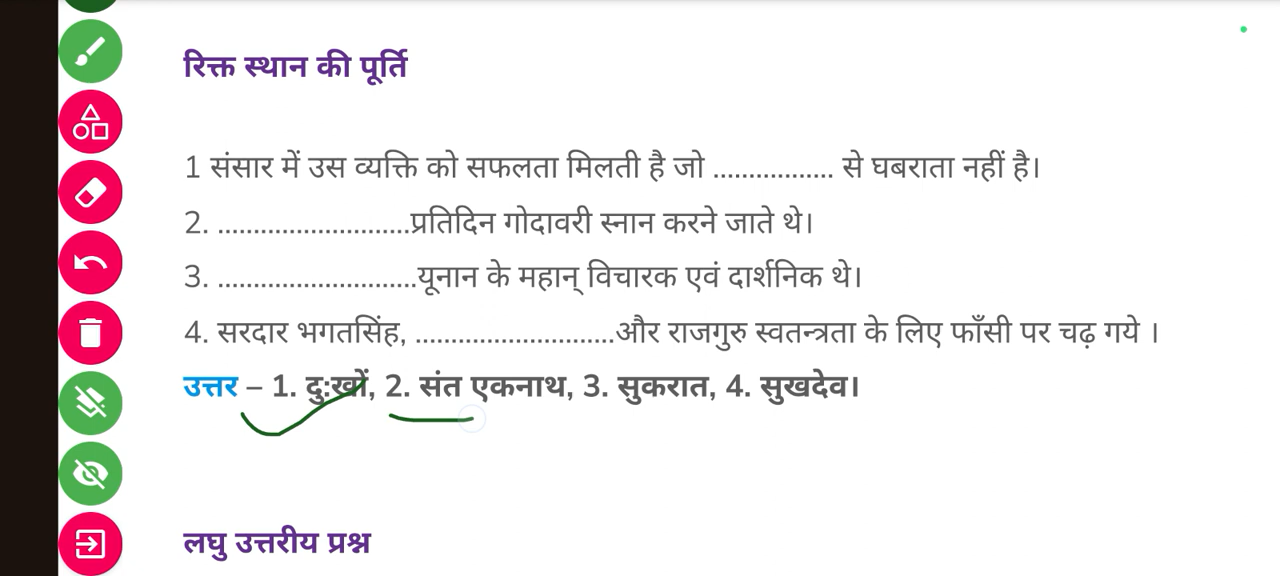 रिक्त स्थान की पूर्ति
1 संसार में उस व्यक्ति को सफलता मिलती है जो ................. से घबराता नहीं है।
2. ...........................प्रतिदिन गोदावरी स्नान करने जाते थे।
3. ............................यूनान के महान् विचारक एवं दार्शनिक थे।
4. सरदार भगतसिंह, ............................और राजगुरु स्वतन्त्रता के लिए फाँसी पर चढ़ गये ।
उत्तर – 1. दुःखों, 2. संत एकनाथ, 3. सुकरात, 4. सुखदेव।
लघु उत्तरीय प्रश्न